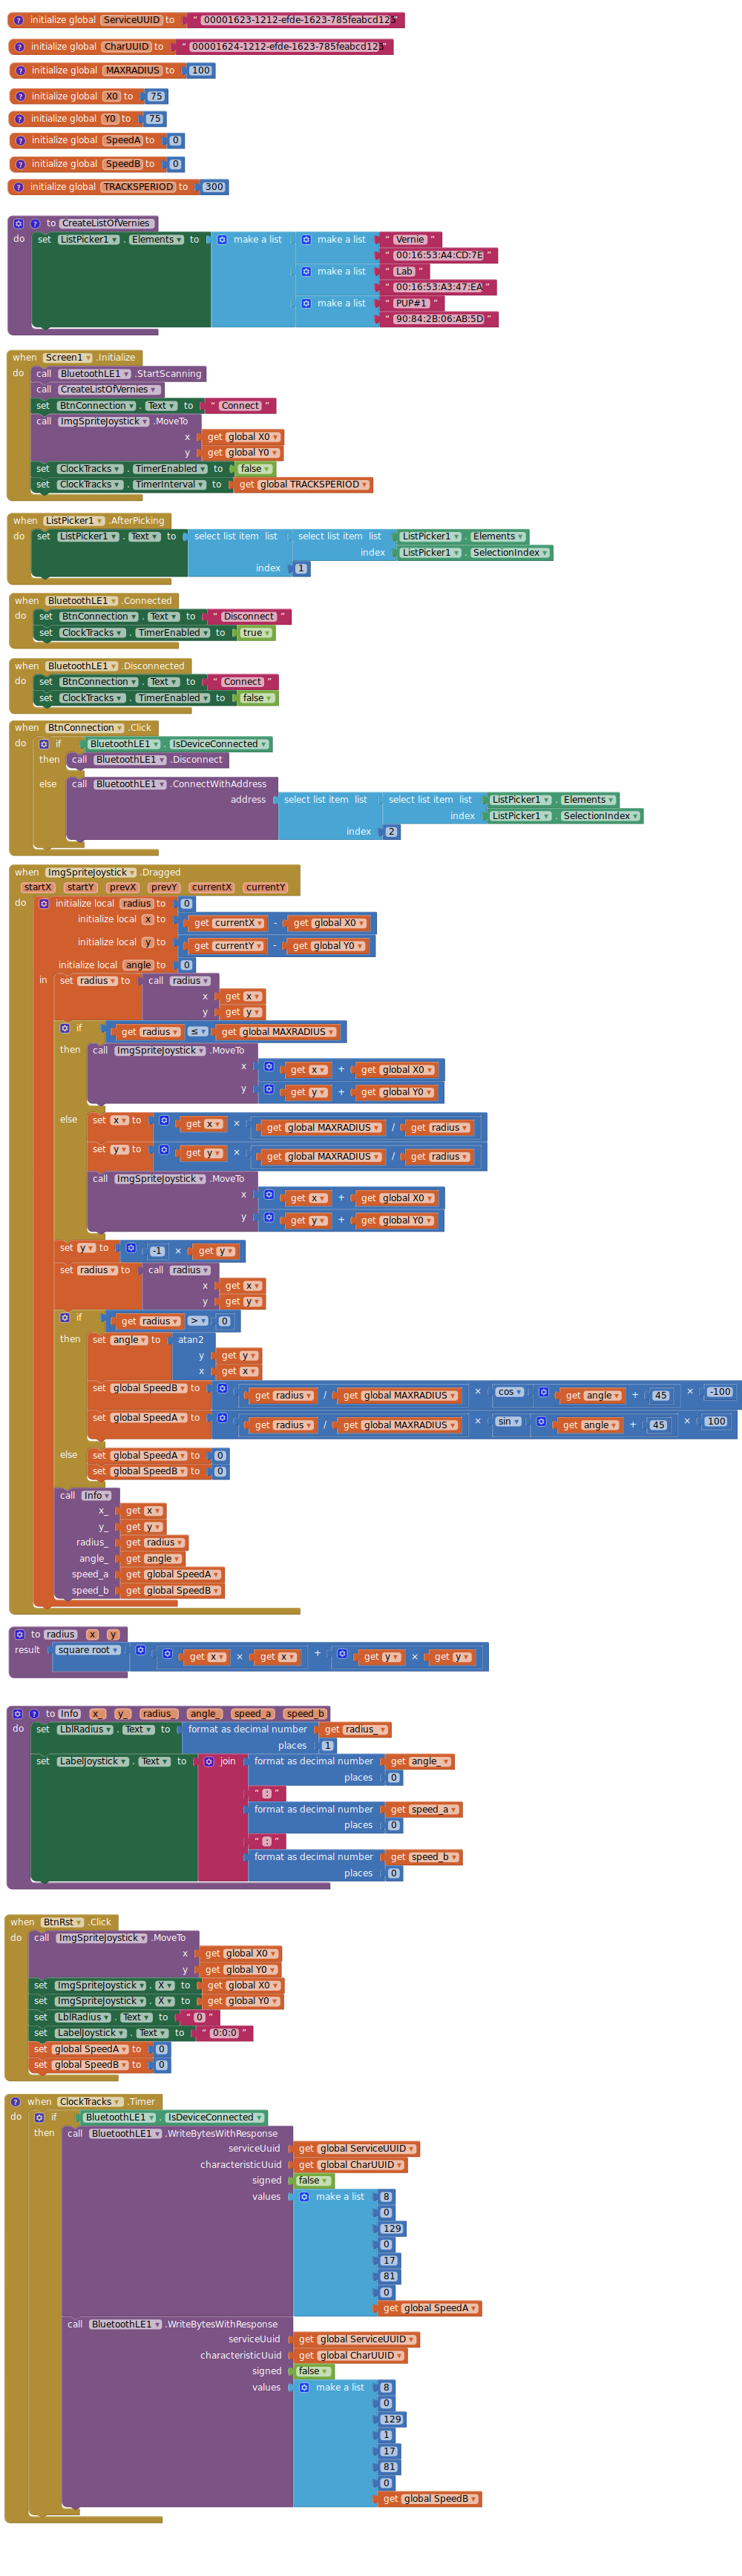 initialize global ServiceUUID to “ 00001623-1212-efde-1623-785feabcd123 ”
initialize global CharUUID to “ 00001624-1212-efde-1623-785feabcd123 ”
initialize global MAXRADIUS to 100
initialize global X0 to 75
initialize global Y0 to 75
initialize global SpeedA to 0
initialize global SpeedB to 0
initialize global TRACKSPERIOD to 300
to CreateListOfVernies
do set ListPicker1 . Elements to make a list make a list “ Vernie ”
“ 00:16:53:A4:CD:7E ”
make a list “ Lab ”
“ 00:16:53:A3:47:EA ”
make a list “ PUP#1 ”
“ 90:84:2B:06:AB:5D ”
when Screen1 .Initialize
do call BluetoothLE1 .StartScanning
call CreateListOfVernies
set BtnConnection . Text to “ Connect ”
call ImgSpriteJoystick .MoveTo
x get global X0
y get global Y0
set ClockTracks . TimerEnabled to false
set ClockTracks . TimerInterval to get global TRACKSPERIOD
when ListPicker1 .AfterPicking
do set ListPicker1 . Text to select list item list select list item list ListPicker1 . Elements
index ListPicker1 . SelectionIndex
index 1
when BluetoothLE1 .Connected
do set BtnConnection . Text to “ Disconnect ”
set ClockTracks . TimerEnabled to true
when BluetoothLE1 .Disconnected
do set BtnConnection . Text to “ Connect ”
set ClockTracks . TimerEnabled to false
when BtnConnection .Click
do if BluetoothLE1 . IsDeviceConnected
then call BluetoothLE1 .Disconnect
else call BluetoothLE1 .ConnectWithAddress
address select list item list select list item list ListPicker1 . Elements
index ListPicker1 . SelectionIndex
index 2
when ImgSpriteJoystick .Dragged
startX startY prevX prevY currentX currentY
do initialize local radius to 0
initialize local x to get currentX - get global X0
initialize local y to get currentY - get global Y0
initialize local angle to 0
in set radius to call radius
x get x
y get y
if get radius ≤ get global MAXRADIUS
then call ImgSpriteJoystick .MoveTo
x get x + get global X0
y get y + get global Y0
else set x to get x × get global MAXRADIUS / get radius
set y to get y × get global MAXRADIUS / get radius
call ImgSpriteJoystick .MoveTo
x get x + get global X0
y get y + get global Y0
set y to -1 × get y
set radius to call radius
x get x
y get y
if get radius > 0
then set angle to atan2
y get y
x get x
set global SpeedB to get radius / get global MAXRADIUS × cos get angle + 45 × -100
set global SpeedA to get radius / get global MAXRADIUS × sin get angle + 45 × 100
else set global SpeedA to 0
set global SpeedB to 0
call Info
x_ get x
y_ get y
radius_ get radius
angle_ get angle
speed_a get global SpeedA
speed_b get global SpeedB
to radius x y
result square root get x × get x + get y × get y
to Info x_ y_ radius_ angle_ speed_a speed_b
do set LblRadius . Text to format as decimal number get radius_
places 1
set LabelJoystick . Text to join format as decimal number get angle_
places 0
“ : ”
format as decimal number get speed_a
places 0
“ : ”
format as decimal number get speed_b
places 0
when BtnRst .Click
do call ImgSpriteJoystick .MoveTo
x get global X0
y get global Y0
set ImgSpriteJoystick . X to get global X0
set ImgSpriteJoystick . X to get global Y0
set LblRadius . Text to “ 0 ”
set LabelJoystick . Text to “ 0:0:0 ”
set global SpeedA to 0
set global SpeedB to 0
when ClockTracks .Timer
do if BluetoothLE1 . IsDeviceConnected
then call BluetoothLE1 .WriteBytesWithResponse
serviceUuid get global ServiceUUID
characteristicUuid get global CharUUID
signed false
values make a list 8
0
129
0
17
81
0
get global SpeedA
call BluetoothLE1 .WriteBytesWithResponse
serviceUuid get global ServiceUUID
characteristicUuid get global CharUUID
signed false
values make a list 8
0
129
1
17
81
0
get global SpeedB